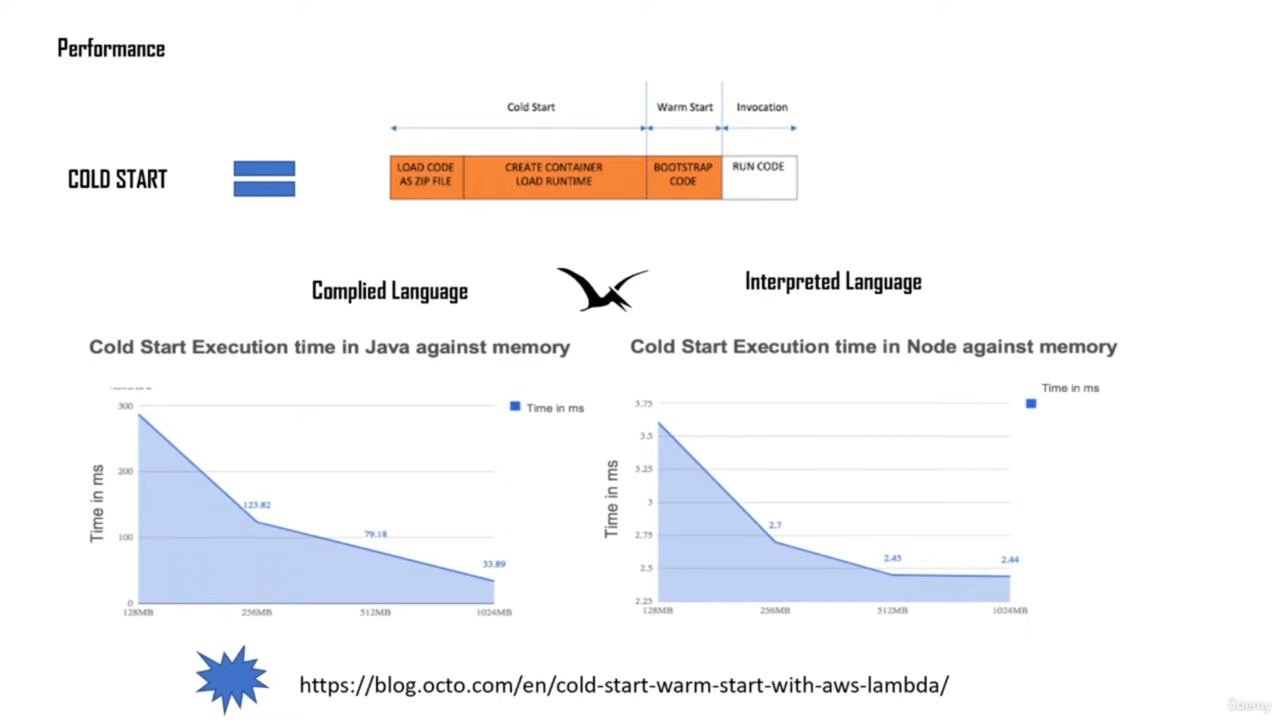 Performance
Cold Start
Warm Start
Invocation
COLD START
LOAD CODE
AS ZIP FILE
CREATE CONTAINER
LOAD RUNTIME
BOOTSTRAP
CODE
RUN CODE
Complied Language
Interpreted Language
Cold Start Execution time in Java against memory
Time in ms
300
200
100
0
Time in ms
123.82
79.18
33.89
128MB
256MB
512MB
1024MB
Cold Start Execution time in Node against memory
Time in ms
3.75
3.5
3.25
3
2.75
2.5
2.25
Time in ms
2.7
2.45
2.44
128MB
256MB
512MB
1024MB
https://blog.octo.com/en/cold-start-warm-start-with-aws-lambda/
ûdemy